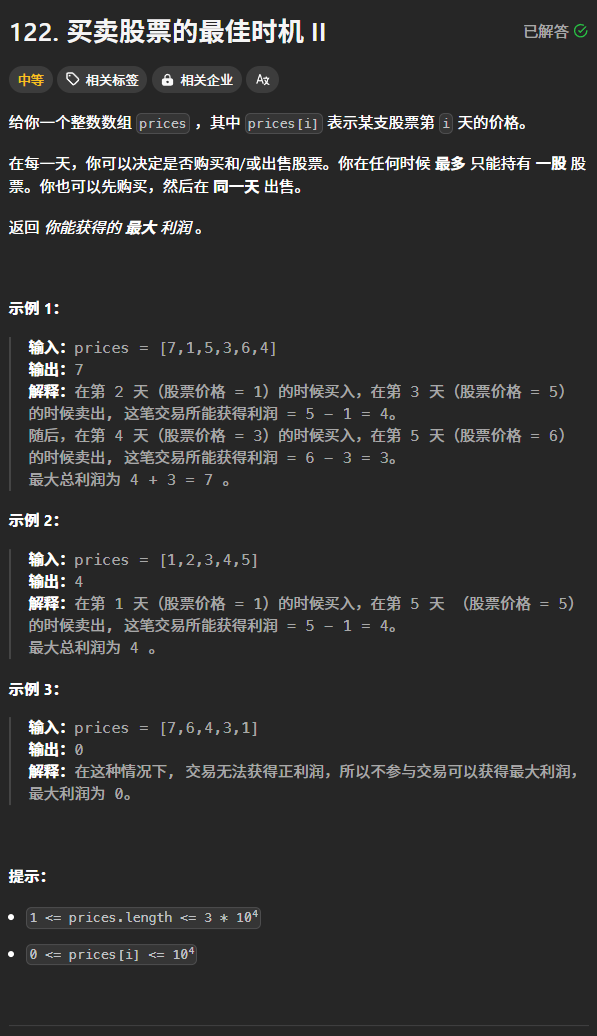 122. 买卖股票的最佳时机 II
已解答
中等 相关标签 相关企业
给你一个整数数组 prices ，其中 prices[i] 表示某支股票第 i 天的价格。
在每一天，你可以决定是否购买和/或出售股票。你在任何时候 最多 只能持有 一股 股
票。你也可以先购买，然后在 同一天 出售。
返回 你能获得的 最大 利润 。
示例 1：
输入：prices = [7,1,5,3,6,4]
输出：7
解释：在第 2 天（股票价格 = 1）的时候买入，在第 3 天（股票价格 = 5）
的时候卖出, 这笔交易所能获得利润 = 5 - 1 = 4。
随后，在第 4 天（股票价格 = 3）的时候买入，在第 5 天（股票价格 = 6）
的时候卖出, 这笔交易所能获得利润 = 6 - 3 = 3。
最大总利润为 4 + 3 = 7 。
示例 2：
输入：prices = [1,2,3,4,5]
输出：4
解释：在第 1 天（股票价格 = 1）的时候买入，在第 5 天 （股票价格 = 5）
的时候卖出, 这笔交易所能获得利润 = 5 - 1 = 4。
最大总利润为 4 。
示例 3：
输入：prices = [7,6,4,3,1]
输出：0
解释：在这种情况下, 交易无法获得正利润，所以不参与交易可以获得最大利润，
最大利润为 0。
提示：
1 <= prices.length <= 3 * 10⁴
0 <= prices[i] <= 10⁴